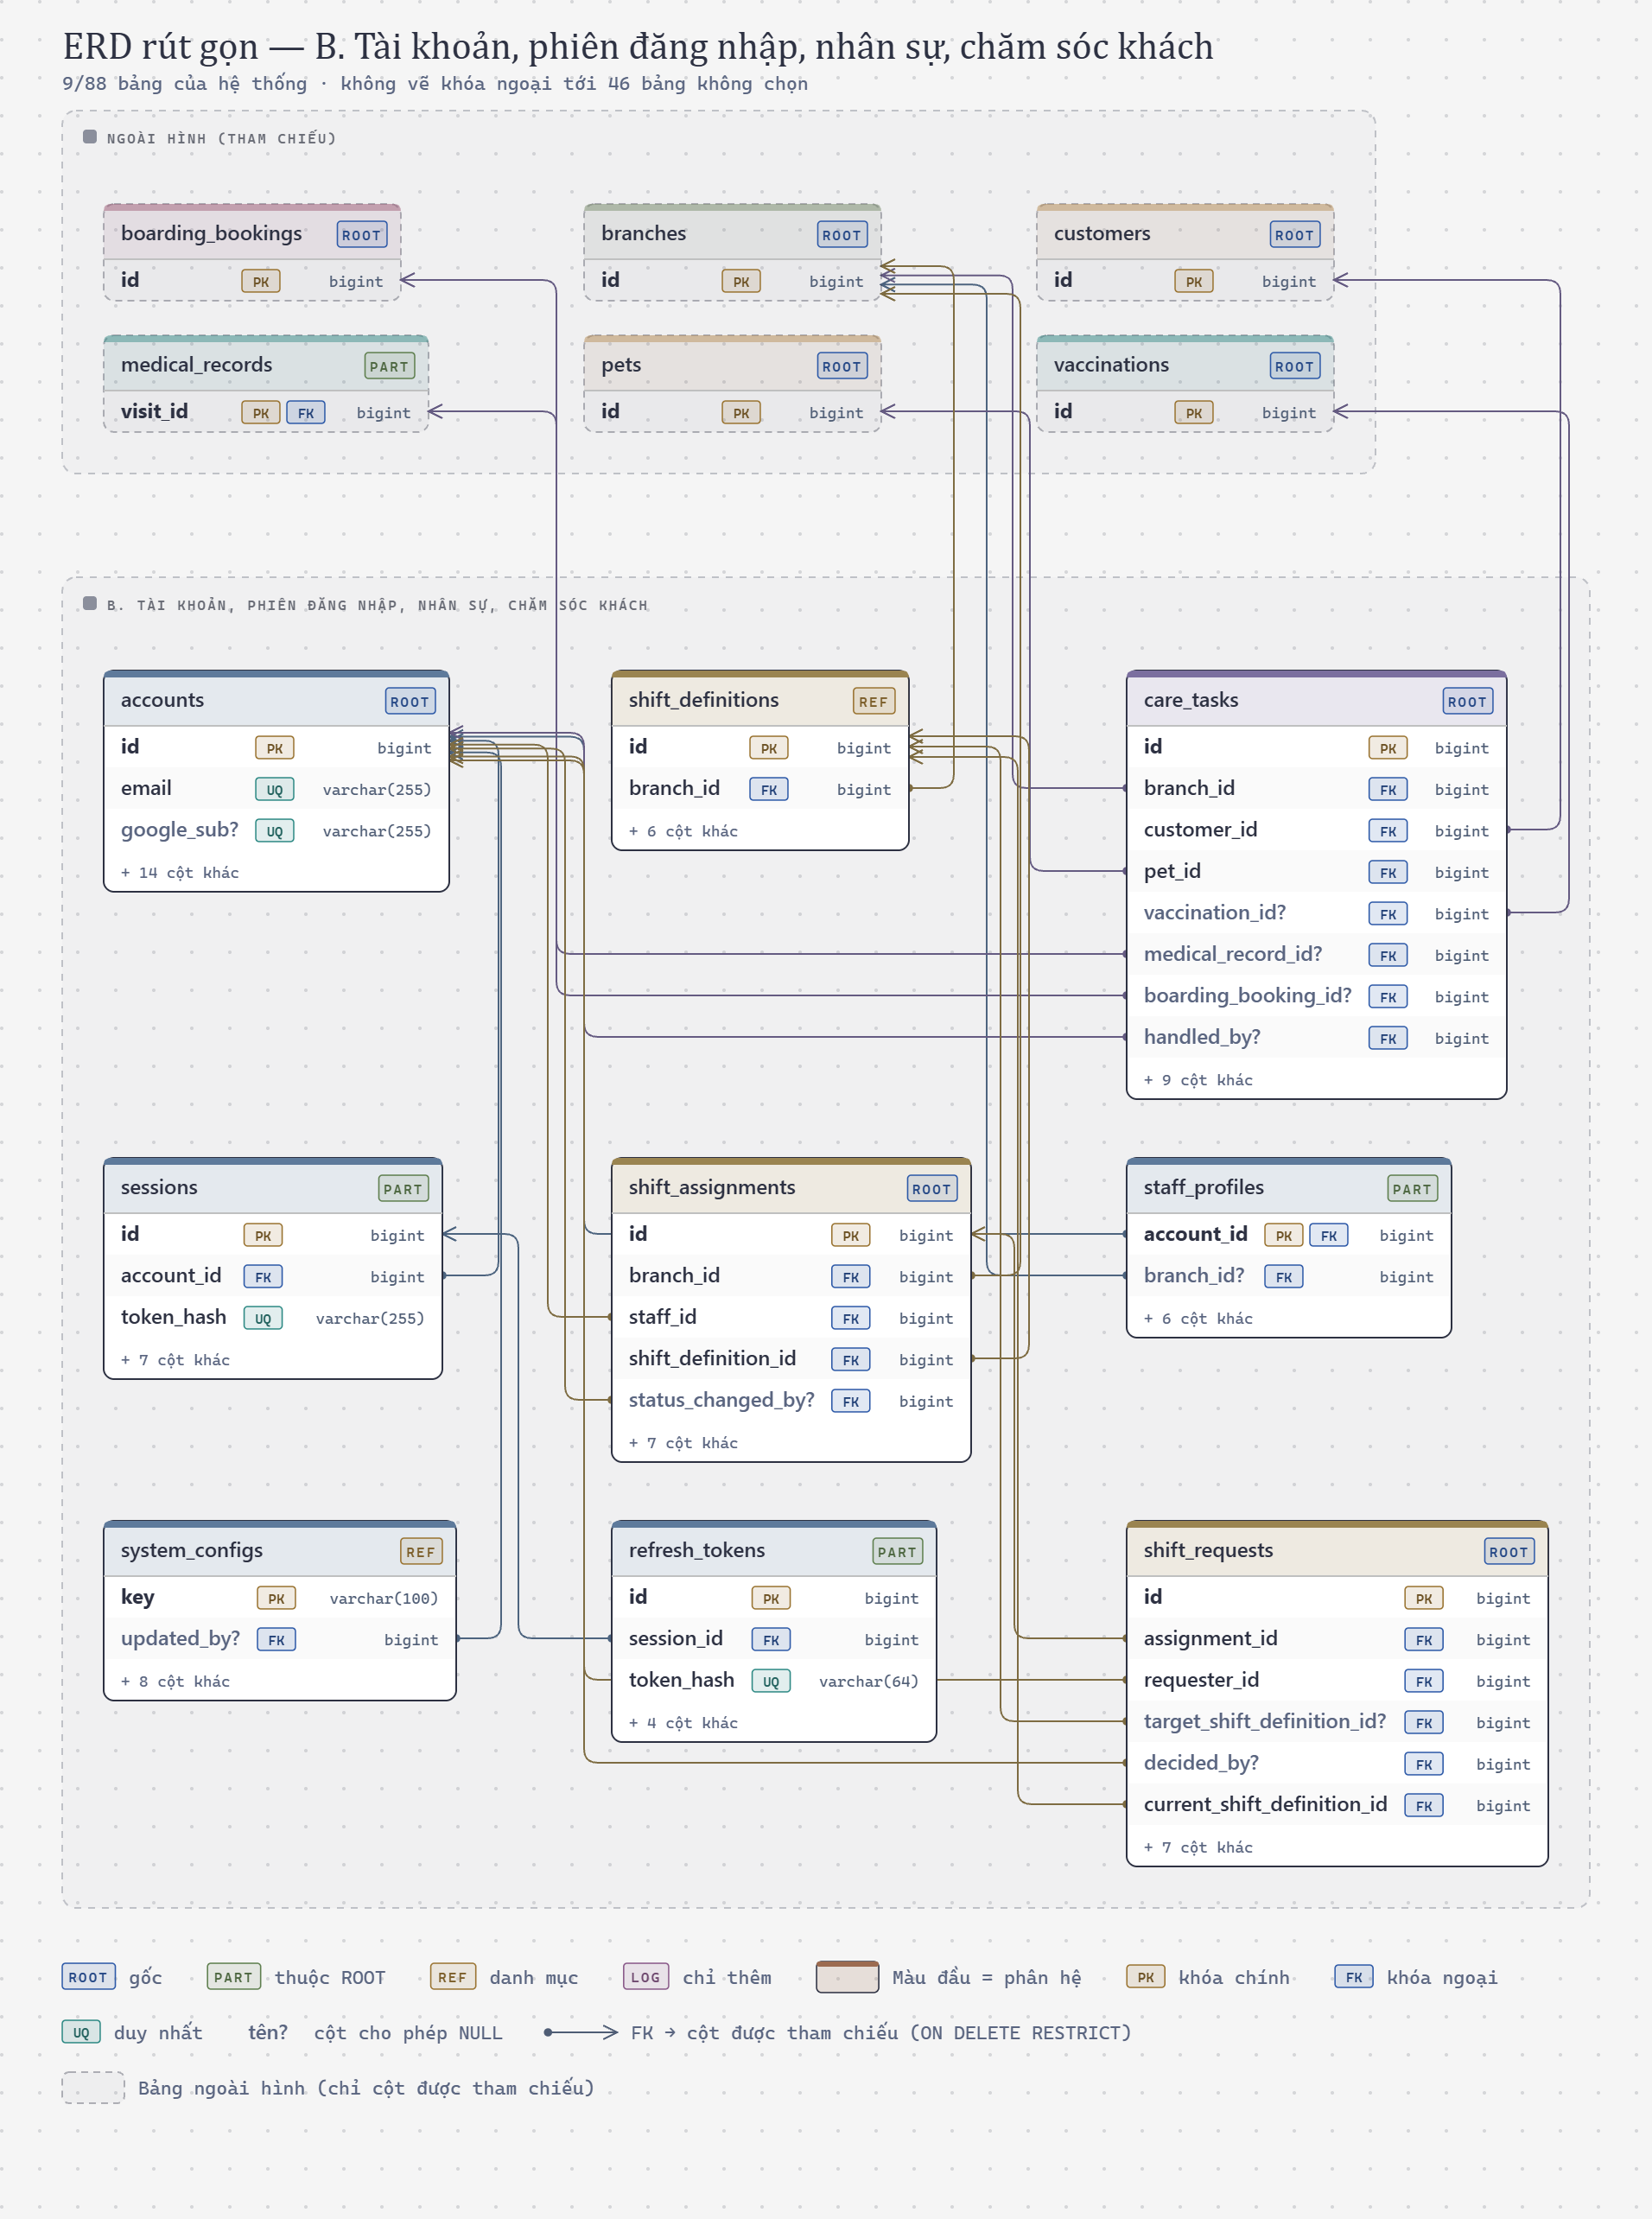 ERD rút gọn — B. Tài khoản, phiên đăng nhập, nhân sự, chăm sóc khách
9/88 bảng của hệ thống · không vẽ khóa ngoại tới 46 bảng không chọn
NGOÀI HÌNH (THAM CHIẾU)
boarding_bookings ROOT
id PK bigint
branches ROOT
id PK bigint
customers ROOT
id PK bigint
medical_records PART
visit_id PK FK bigint
pets ROOT
id PK bigint
vaccinations ROOT
id PK bigint
B. TÀI KHOẢN, PHIÊN ĐĂNG NHẬP, NHÂN SỰ, CHĂM SÓC KHÁCH
accounts ROOT
id PK bigint
email UQ varchar(255)
google_sub? UQ varchar(255)
+ 14 cột khác
shift_definitions REF
id PK bigint
branch_id FK bigint
+ 6 cột khác
care_tasks ROOT
id PK bigint
branch_id FK bigint
customer_id FK bigint
pet_id FK bigint
vaccination_id? FK bigint
medical_record_id? FK bigint
boarding_booking_id? FK bigint
handled_by? FK bigint
+ 9 cột khác
sessions PART
id PK bigint
account_id FK bigint
token_hash UQ varchar(255)
+ 7 cột khác
shift_assignments ROOT
id PK bigint
branch_id FK bigint
staff_id FK bigint
shift_definition_id FK bigint
status_changed_by? FK bigint
+ 7 cột khác
staff_profiles PART
account_id PK FK bigint
branch_id? FK bigint
+ 6 cột khác
system_configs REF
key PK varchar(100)
updated_by? FK bigint
+ 8 cột khác
refresh_tokens PART
id PK bigint
session_id FK bigint
token_hash UQ varchar(64)
+ 4 cột khác
shift_requests ROOT
id PK bigint
assignment_id FK bigint
requester_id FK bigint
target_shift_definition_id? FK bigint
decided_by? FK bigint
current_shift_definition_id FK bigint
+ 7 cột khác
ROOT gốc PART thuộc ROOT REF danh mục LOG chỉ thêm Màu đầu = phân hệ PK khóa chính FK khóa ngoại
UQ duy nhất tên? cột cho phép NULL FK → cột được tham chiếu (ON DELETE RESTRICT)
Bảng ngoài hình (chỉ cột được tham chiếu)